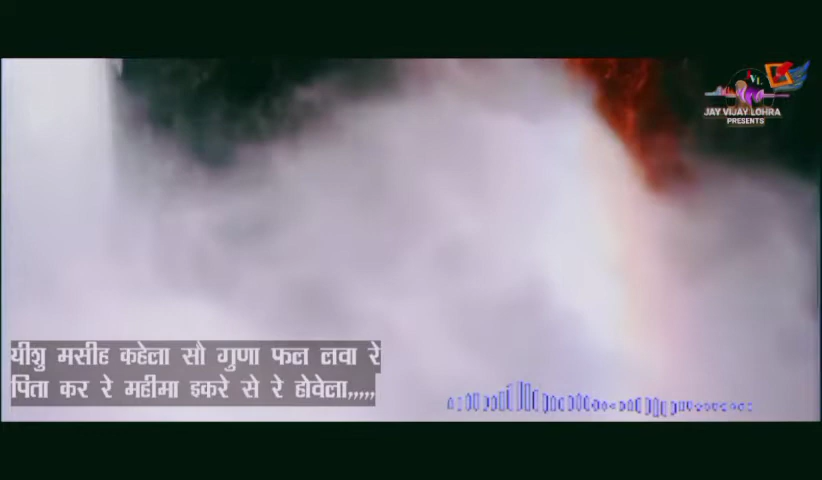 JAY VIJAY LOHRA
PRESENTS
यीशु मसीह कहेला सौ गुणा फल लवा रे
पिता कर रे महीमा इकरे से रे होवेला,,,,,